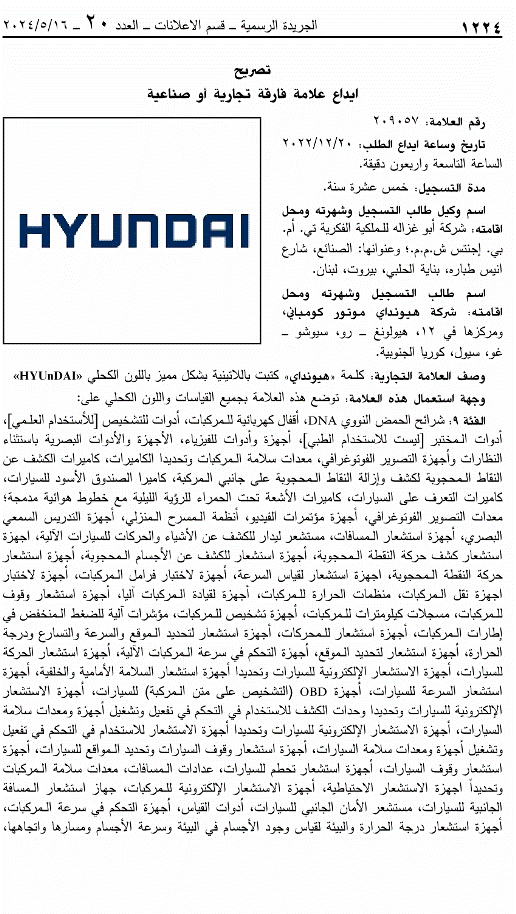 ١٢٢٤ الجريدة الرسمية ــ قسم الاعلانات ــ العدد ٢٠ ــ ٢٠٢٤/٥/١٦
تصريح
ايداع علامة فارقة تجارية أو صناعية
رقم العلامة: ٢٠٩٠٥٧
تاريخ وساعة ايداع الطلب: ٢٠٢٢/١٢/٢٠
الساعة التاسعة واربعون دقيقة.
مدة التسجيل: خمس عشرة سنة.
اسم وكيل طالب التسجيل وشهرته ومحل
اقامته: شركة أبو غزاله للملكية الفكرية تي. أم.
بي. إجنتس ش.م.م.؛ وعنوانها: الصنائع، شارع
انيس طباره، بناية الحلبي، بيروت، لبنان.
اسم طالب التسجيل وشهرته ومحل
اقامته: شركة هيونداي موتور كومباني،
ومركزها في ١٢، هيولونغ ــ رو، سيوشو ــ
غو، سيول، كوريا الجنوبية.
HYUNDAI
وصف العلامة التجارية: كلمة «هيونداي» كتبت باللاتينية بشكل مميز باللون الكحلي «HYUnDAI»
وجهة استعمال هذه العلامة: توضع هذه العلامة بجميع القياسات واللون الكحلي على:
الفئة ٩: شرائح الحمض النووي DNA، أقفال كهربائية للمركبات، أدوات للتشخيص [للأستخدام العلمي]،
أدوات المختبر [ليست للاستخدام الطبي]، أجهزة وأدوات للفيزياء، الأجهزة والأدوات البصرية باستثناء
النظارات وأجهزة التصوير الفوتوغرافي، معدات سلامة المركبات وتحديدا الكاميرات، كاميرات الكشف عن
النقاط المحجوبة لكشف وإزالة النقاط المحجوبة على جانبي المركبة، كاميرا الصندوق الأسود للسيارات،
كاميرات التعرف على السيارات، كاميرات الأشعة تحت الحمراء للرؤية الليلية مع خطوط هوائية مدمجة؛
معدات التصوير الفوتوغرافي، أجهزة مؤتمرات الفيديو، أنظمة المسرح المنزلي، أجهزة التدريس السمعي
البصري، أجهزة استشعار المسافات، مستشعر ليدار للكشف عن الأشياء والحركات للسيارات الآلية، اجهزة
استشعار كشف حركة النقطة المحجوبة، أجهزة استشعار للكشف عن الأجسام المحجوبة، أجهزة استشعار
حركة النقطة المحجوبة، اجهزة استشعار لقياس السرعة، أجهزة لاختبار فرامل المركبات، أجهزة لاختبار
اجهزة نقل المركبات، منظمات الحرارة للمركبات، أجهزة لقيادة المركبات آليا، أجهزة استشعار وقوف
للمركبات، مسجلات كيلومترات للمركبات، أجهزة تشخيص للمركبات، مؤشرات آلية للضغط المنخفض في
إطارات المركبات، أجهزة استشعار للمحركات، أجهزة استشعار لتحديد الموقع والسرعة والتسارع ودرجة
الحرارة، أجهزة استشعار لتحديد الموقع، أجهزة التحكم في سرعة المركبات الآلية، أجهزة استشعار الحركة
للسيارات، أجهزة الاستشعار الإلكترونية للسيارات وتحديداً أجهزة استشعار السلامة الأمامية والخلفية، أجهزة
استشعار السرعة للسيارات، أجهزة OBD (التشخيص على متن المركبة) للسيارات، أجهزة الاستشعار
الإلكترونية للسيارات وتحديدا وحدات الكشف للاستخدام في التحكم في تفعيل وتشغيل أجهزة ومعدات سلامة
السيارات، أجهزة الاستشعار الإلكترونية للسيارات وتحديداً أجهزة الاستشعار للاستخدام في التحكم في تفعيل
وتشغيل أجهزة ومعدات سلامة السيارات، أجهزة استشعار وقوف السيارات وتحديد المواقع للسيارات، أجهزة
استشعار وقوف السيارات، أجهزة استشعار تحطم للسيارات، عدادات المسافات، معدات سلامة المركبات
وتحديداً اجهزة الاستشعار الاحتياطية، أجهزة الاستشعار الإلكترونية للمركبات، جهاز استشعار المسافة
الجانبية للسيارات، مستشعر الأمان الجانبي للسيارات، أدوات القياس، أجهزة التحكم في سرعة المركبات،
أجهزة استشعار درجة الحرارة والبيئة لقياس وجود الأجسام في البيئة وسرعة الأجسام ومسارها واتجاهها،